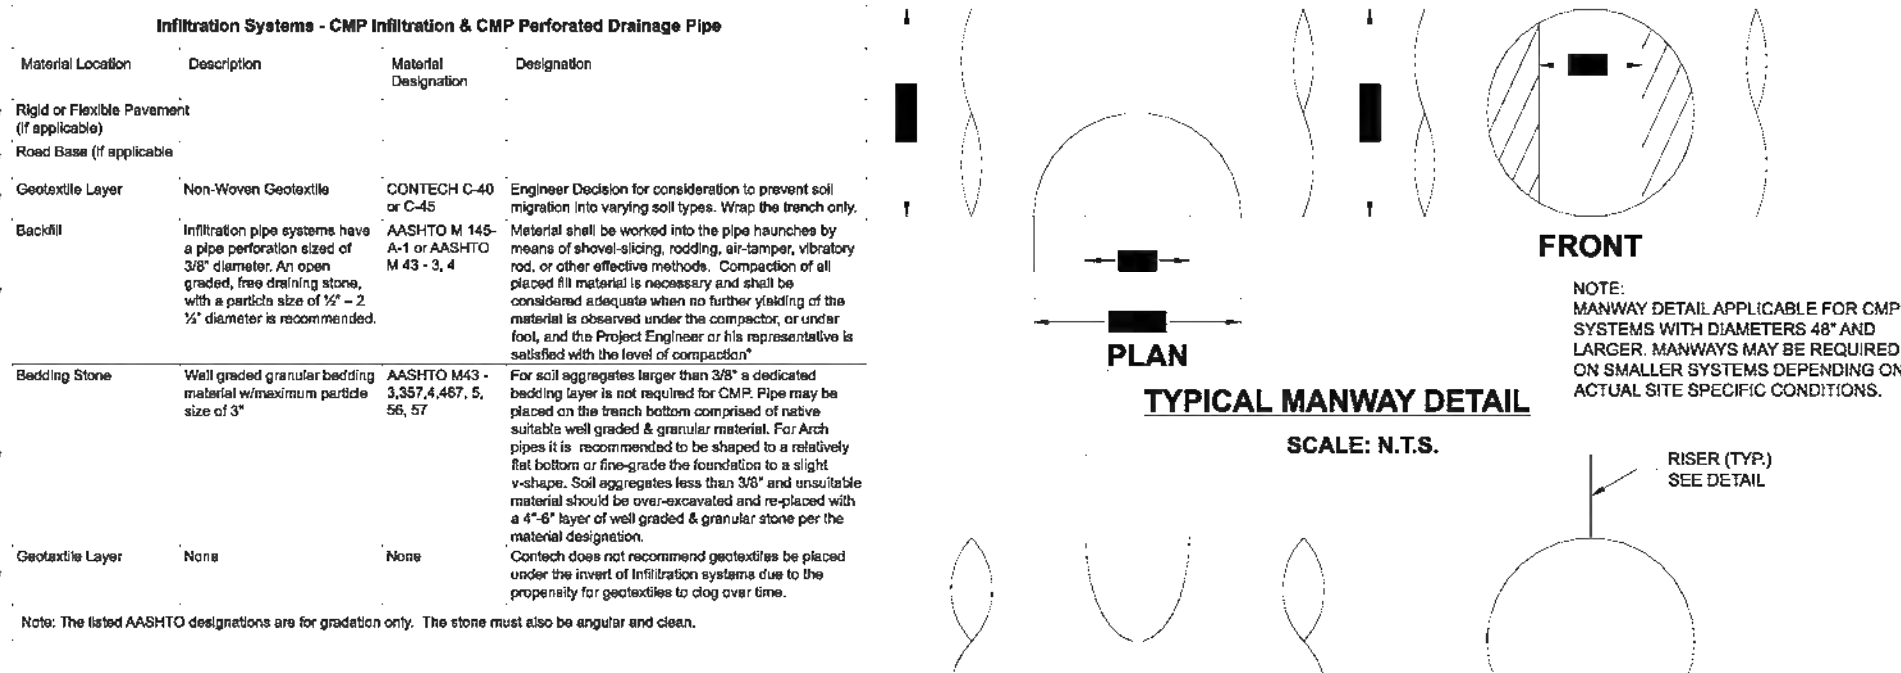 Infiltration Systems - CMP Infiltration & CMP Perforated Drainage Pipe
Material Location
Description
Material
Designation
Designation
Rigid or Flexible Pavement
(if applicable)
Road Base (if applicable
Geotextile Layer
Non-Woven Geotextile
CONTECH C-40
or C-45
Engineer Decision for consideration to prevent soil
migration into varying soil types. Wrap the trench only.
Backfill
Infiltration pipe systems have
a pipe perforation sized of
3/8" diameter. An open
graded, free draining stone,
with a particle size of ½" – 2
½" diameter is recommended.
AASHTO M 145-
A-1 or AASHTO
M 43 - 3, 4
Material shall be worked into the pipe haunches by
means of shovel-slicing, rodding, air-tamper, vibratory
rod, or other effective methods. Compaction of all
placed fill material is necessary and shall be
considered adequate when no further yielding of the
material is observed under the compactor, or under
foot, and the Project Engineer or his representative is
satisfied with the level of compaction"
Bedding Stone
Well graded granular bedding
material w/maximum particle
size of 3"
AASHTO M43 -
3,357,4,467, 5,
56, 57
For soil aggregates larger than 3/8" a dedicated
bedding layer is not required for CMP. Pipe may be
placed on the trench bottom comprised of native
suitable well graded & granular material. For Arch
pipes it is recommended to be shaped to a relatively
flat bottom or fine-grade the foundation to a slight
v-shape. Soil aggregates less than 3/8" and unsuitable
material should be over-excavated and re-placed with
a 4"-6" layer of well graded & granular stone per the
material designation.
Geotextile Layer
None
None
Contech does not recommend geotextiles be placed
under the invert of Infiltration systems due to the
propensity for geotextiles to clog over time.
Note: The listed AASHTO designations are for gradation only. The stone must also be angular and clean.
PLAN
FRONT
NOTE:
MANWAY DETAIL APPLICABLE FOR CMP
SYSTEMS WITH DIAMETERS 48" AND
LARGER. MANWAYS MAY BE REQUIRED
ON SMALLER SYSTEMS DEPENDING ON
ACTUAL SITE SPECIFIC CONDITIONS.
TYPICAL MANWAY DETAIL
SCALE: N.T.S.
RISER (TYP.)
SEE DETAIL